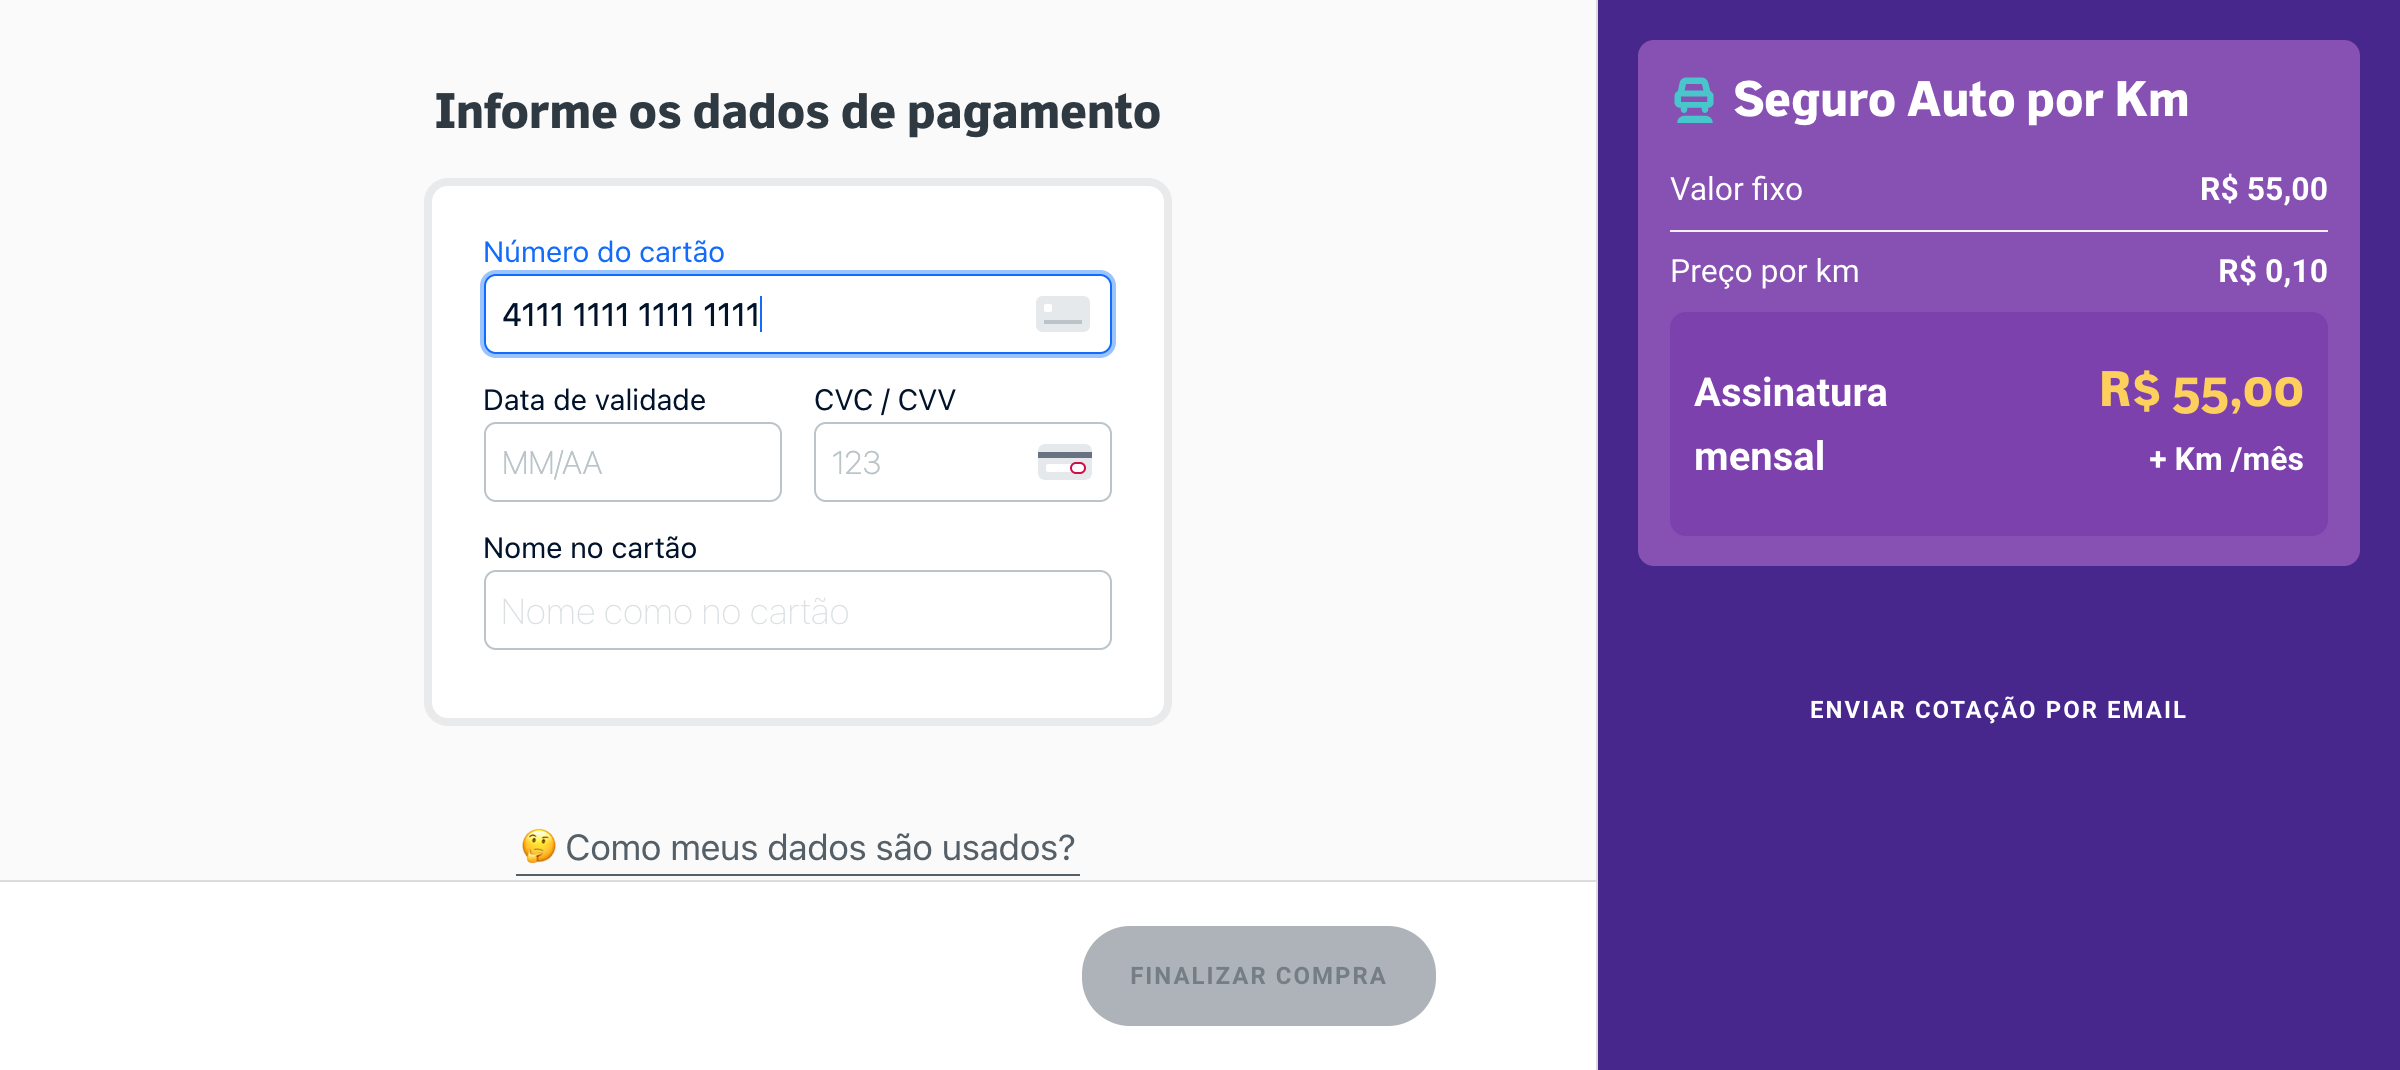 Informe os dados de pagamento
Número do cartão
4111 1111 1111 1111
Data de validade
CVC / CVV
MM/AA
123
Nome no cartão
Nome como no cartão
🤔 Como meus dados são usados?
FINALIZAR COMPRA
Seguro Auto por Km
Valor fixo R$ 55,00
Preço por km R$ 0,10
Assinatura mensal
R$ 55,00
+ Km /mês
ENVIAR COTAÇÃO POR EMAIL